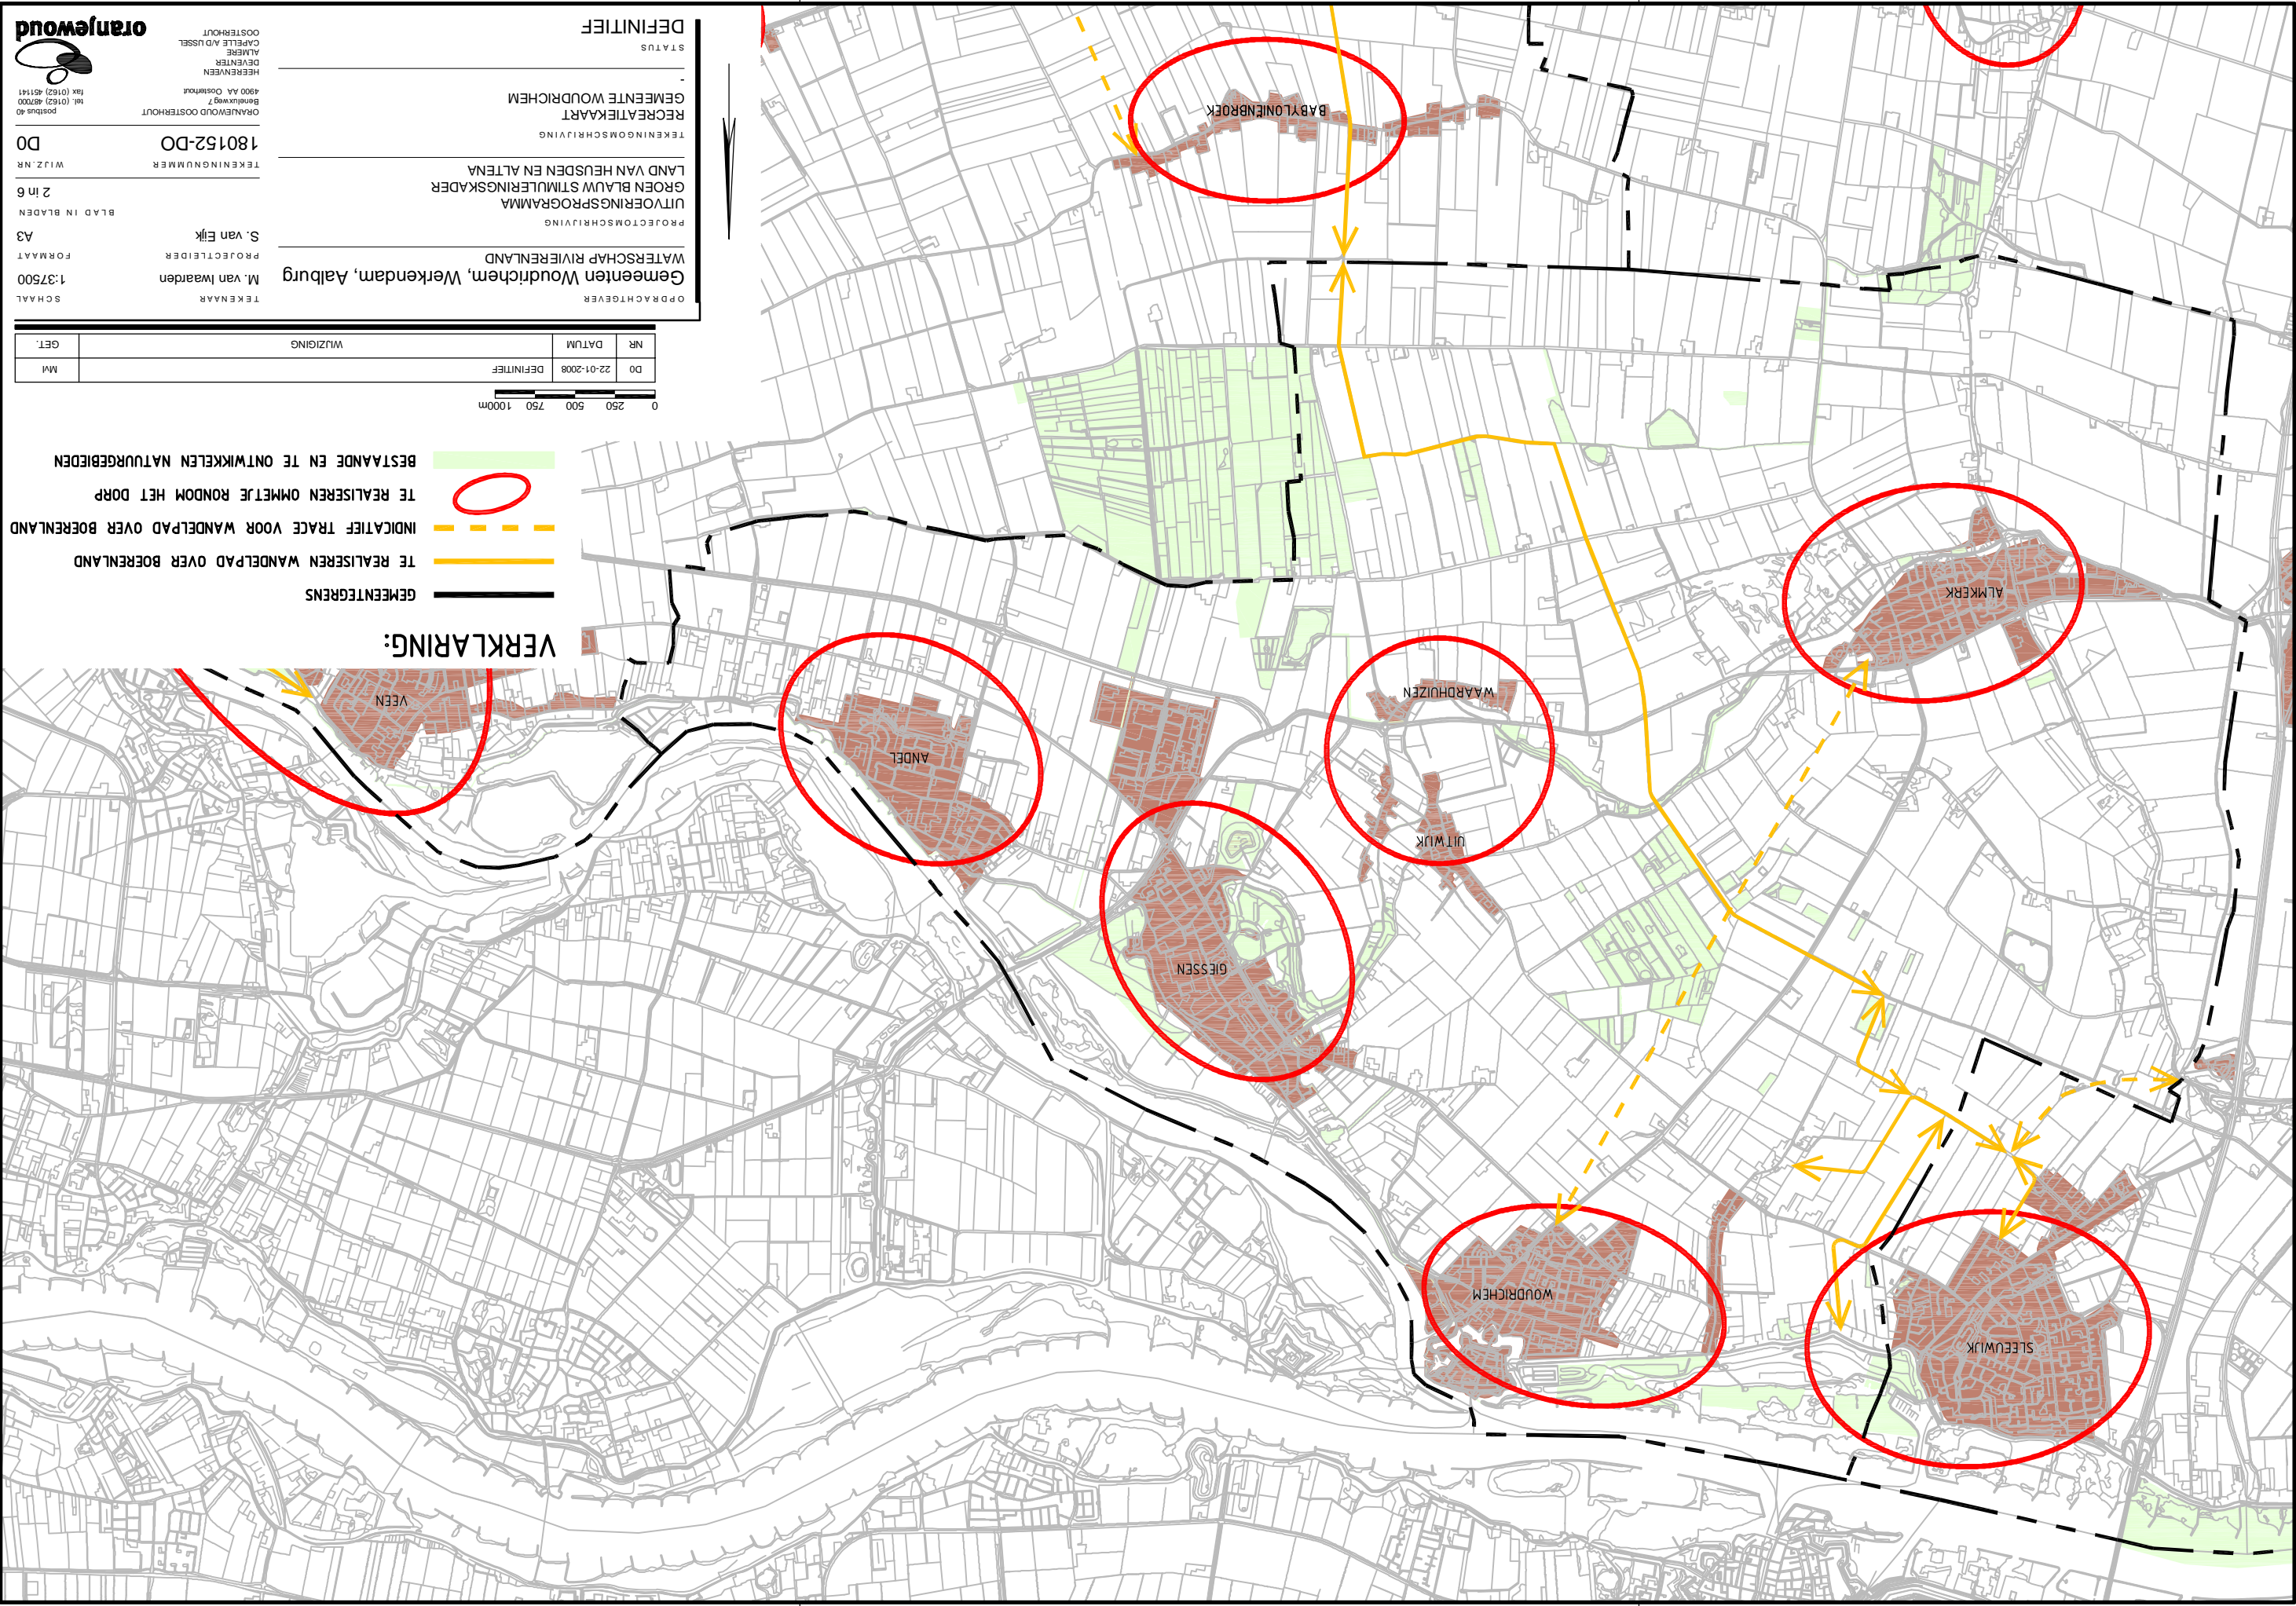 SLEEUWIJK
WOUDRICHEM
GIESSEN
UITWIJK
ANDEL
WAARDHUIZEN
VEEN
ALMKERK
BABYLONIËNBROEK
VERKLARING:
GEMEENTEGRENS
TE REALISEREN WANDELPAD OVER BOERENLAND
INDICATIEF TRACE VOOR WANDELPAD OVER BOERENLAND
TE REALISEREN OMMETJE RONDOM HET DORP
BESTAANDE EN TE ONTWIKKELEN NATUURGEBIEDEN
0 250 500 750 1000m
D0 22-01-2008 DEFINITIEF MvI
NR DATUM WIJZIGING GET.
OPDRACHTGEVER
Gemeenten Woudrichem, Werkendam, Aalburg
WATERSCHAP RIVIERENLAND
PROJECTOMSCHRIJVING
UITVOERINGSPROGRAMMA
GROEN BLAUW STIMULERINGSKADER
LAND VAN HEUSDEN EN ALTENA
TEKENINGOMSCHRIJVING
RECREATIEKAART
GEMEENTE WOUDRICHEM
-
STATUS
DEFINITIEF
TEKENAAR SCHAAL
M. van Iwaarden 1:37500
PROJECTLEIDER FORMAAT
S. van Eijk A3
BLAD IN BLADEN
2 in 6
TEKENINGNUMMER WIJZ.NR
180152-DO D0
ORANJEWOUD OOSTERHOUT postbus 40
Beneluxweg 7 tel. (0162) 487000
4900 AA Oosterhout fax (0162) 451141
HEERENVEEN
DEVENTER
ALMERE
CAPELLE A/D IJSSEL
OOSTERHOUT
oranjewoud